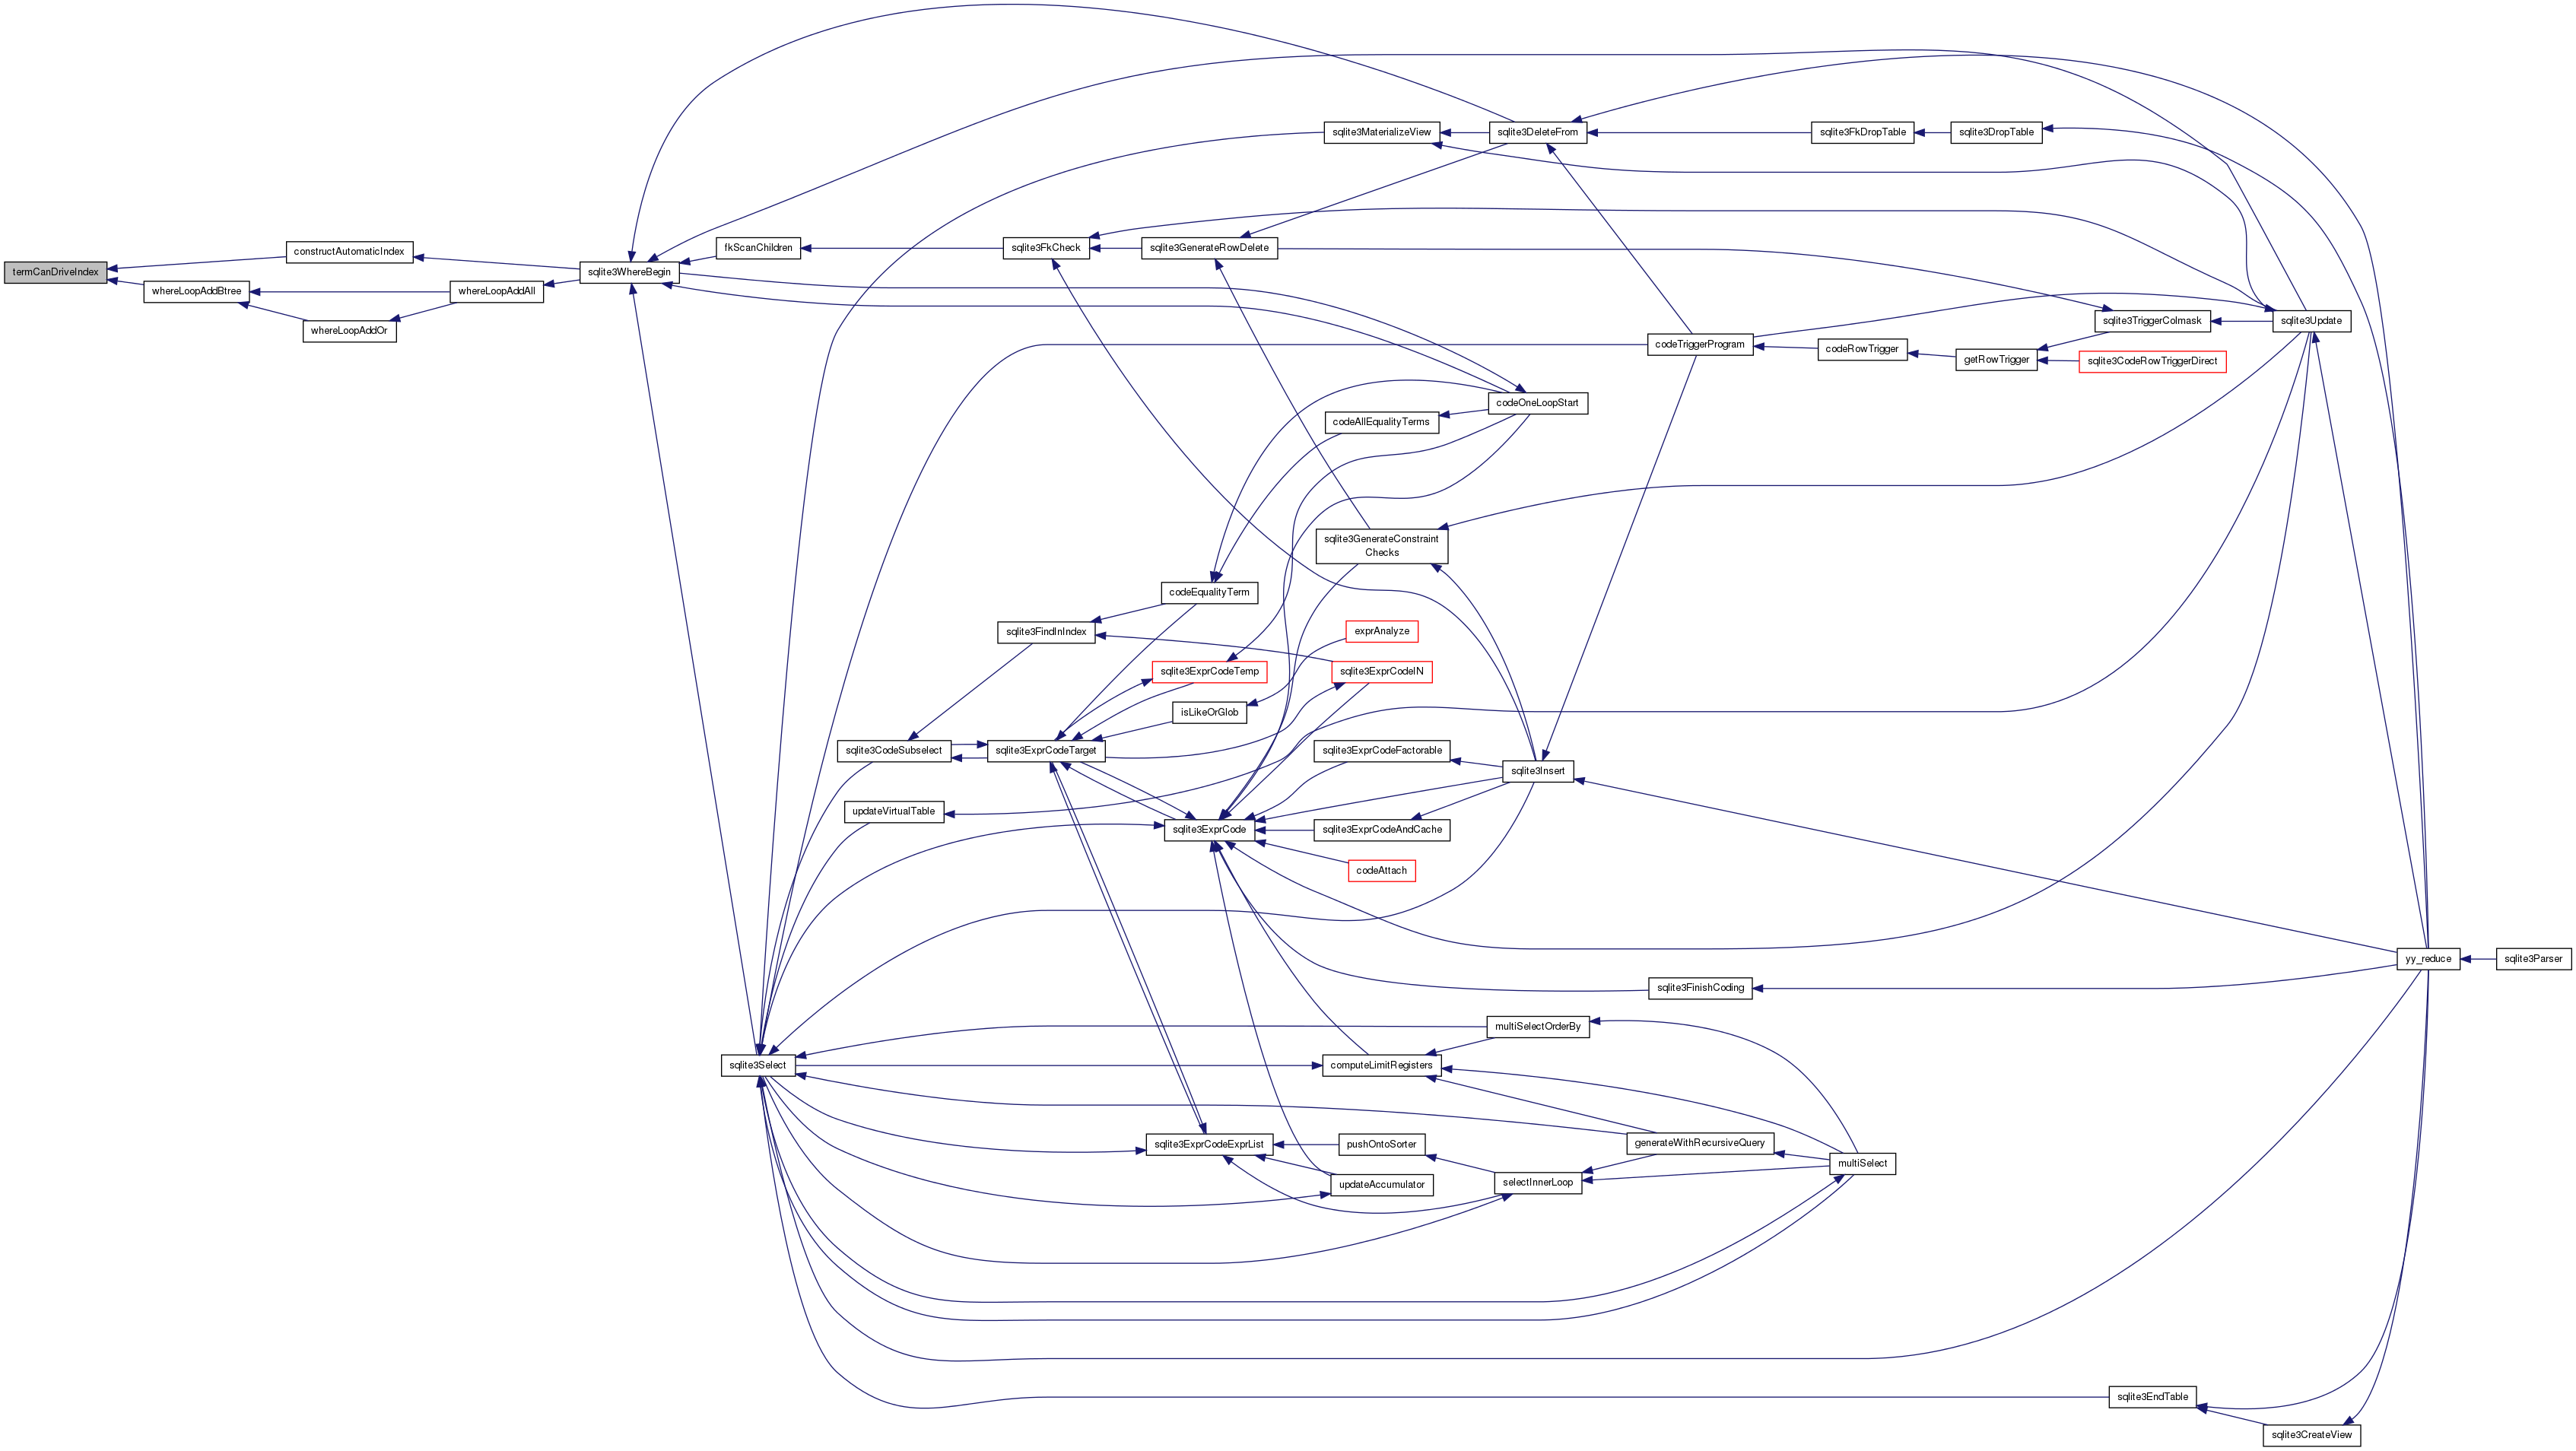 termCanDriveIndex
constructAutomaticIndex
whereLoopAddBtree
whereLoopAddOr
whereLoopAddAll
sqlite3WhereBegin
fkScanChildren
sqlite3Select
sqlite3CodeSubselect
updateVirtualTable
sqlite3FkCheck
sqlite3FindInIndex
sqlite3ExprCodeTarget
sqlite3GenerateRowDelete
codeEqualityTerm
sqlite3ExprCodeTemp
isLikeOrGlob
sqlite3ExprCode
sqlite3ExprCodeExprList
sqlite3MaterializeView
codeAllEqualityTerms
sqlite3GenerateConstraint
Checks
exprAnalyze
sqlite3ExprCodeIN
sqlite3ExprCodeFactorable
sqlite3ExprCodeAndCache
codeAttach
computeLimitRegisters
pushOntoSorter
updateAccumulator
sqlite3DeleteFrom
codeOneLoopStart
sqlite3Insert
multiSelectOrderBy
selectInnerLoop
codeTriggerProgram
sqlite3FinishCoding
generateWithRecursiveQuery
sqlite3FkDropTable
codeRowTrigger
multiSelect
sqlite3DropTable
getRowTrigger
sqlite3TriggerColmask
sqlite3CodeRowTriggerDirect
sqlite3EndTable
sqlite3Update
sqlite3CreateView
yy_reduce
sqlite3Parser